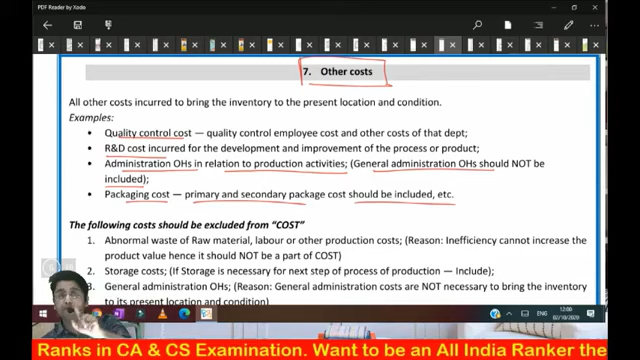 PDF Reader by Xodo
7. Other costs
All other costs incurred to bring the inventory to the present location and condition.
Examples:
• Quality control cost — quality control employee cost and other costs of that dept;
• R&D cost incurred for the development and improvement of the process or product;
• Administration OHs in relation to production activities; (General administration OHs should NOT be
included);
• Packaging cost — primary and secondary package cost should be included, etc.
The following costs should be excluded from "COST"
1. Abnormal waste of Raw material, labour or other production costs; (Reason: Inefficiency cannot increase the
product value hence it should NOT be a part of COST)
2. Storage costs; (If Storage is necessary for next step of process of production — Include);
3. General administration OHs; (Reason: General administration costs are NOT necessary to bring the inventory
to its present location and condition)
ENG
12:08
02/18/2020
Ranks in CA & CS Examination. Want to be an All India Ranker the